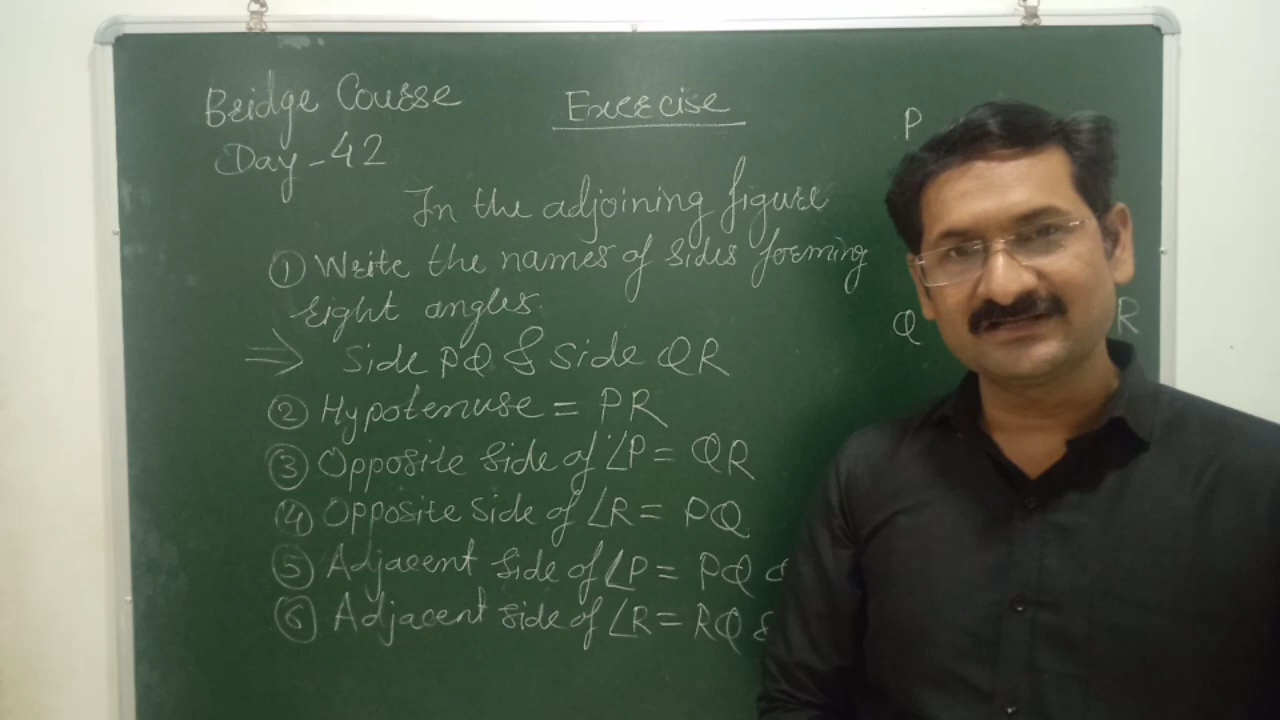 Bridge Course
Exercise
Day-42
In the adjoining figure
① Write the names of sides forming
right angles.
⇒ Side PQ & Side QR
② Hypotenuse = PR
③ Opposite side of ∠P = QR
④ Opposite side of ∠R = PQ
⑤ Adjacent side of ∠P = PQ
⑥ Adjacent side of ∠R = RQ &
P
Q
R